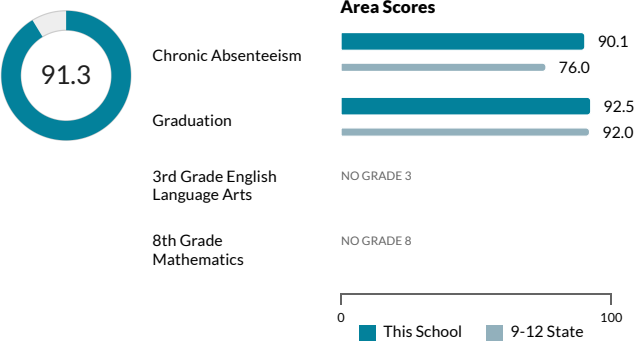 Area Scores
91.3
Chronic Absenteeism
90.1
76.0
Graduation
92.5
92.0
3rd Grade English
Language Arts
NO GRADE 3
8th Grade
Mathematics
NO GRADE 8
0
100
This School
9-12 State